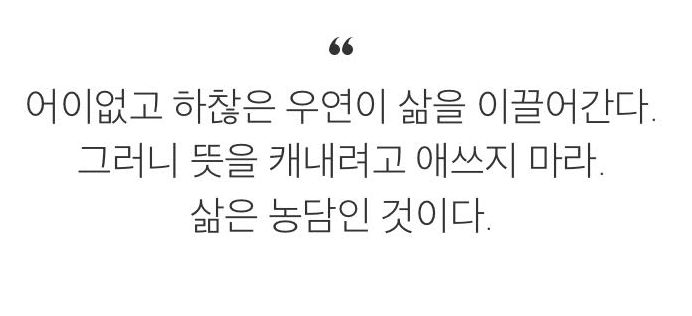 “
어이없고 하찮은 우연이 삶을 이끌어간다.
그러니 뜻을 캐내려고 애쓰지 마라.
삶은 농담인 것이다.